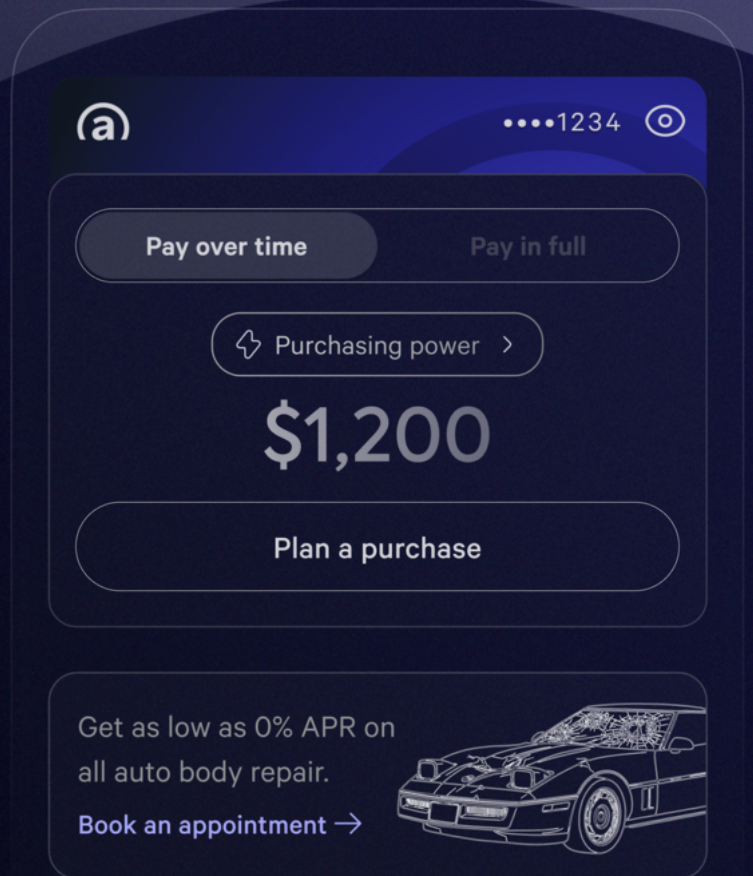 a
••••1234
Pay over time
Pay in full
Purchasing power
$1,200
Plan a purchase
Get as low as 0% APR on
all auto body repair.
Book an appointment →